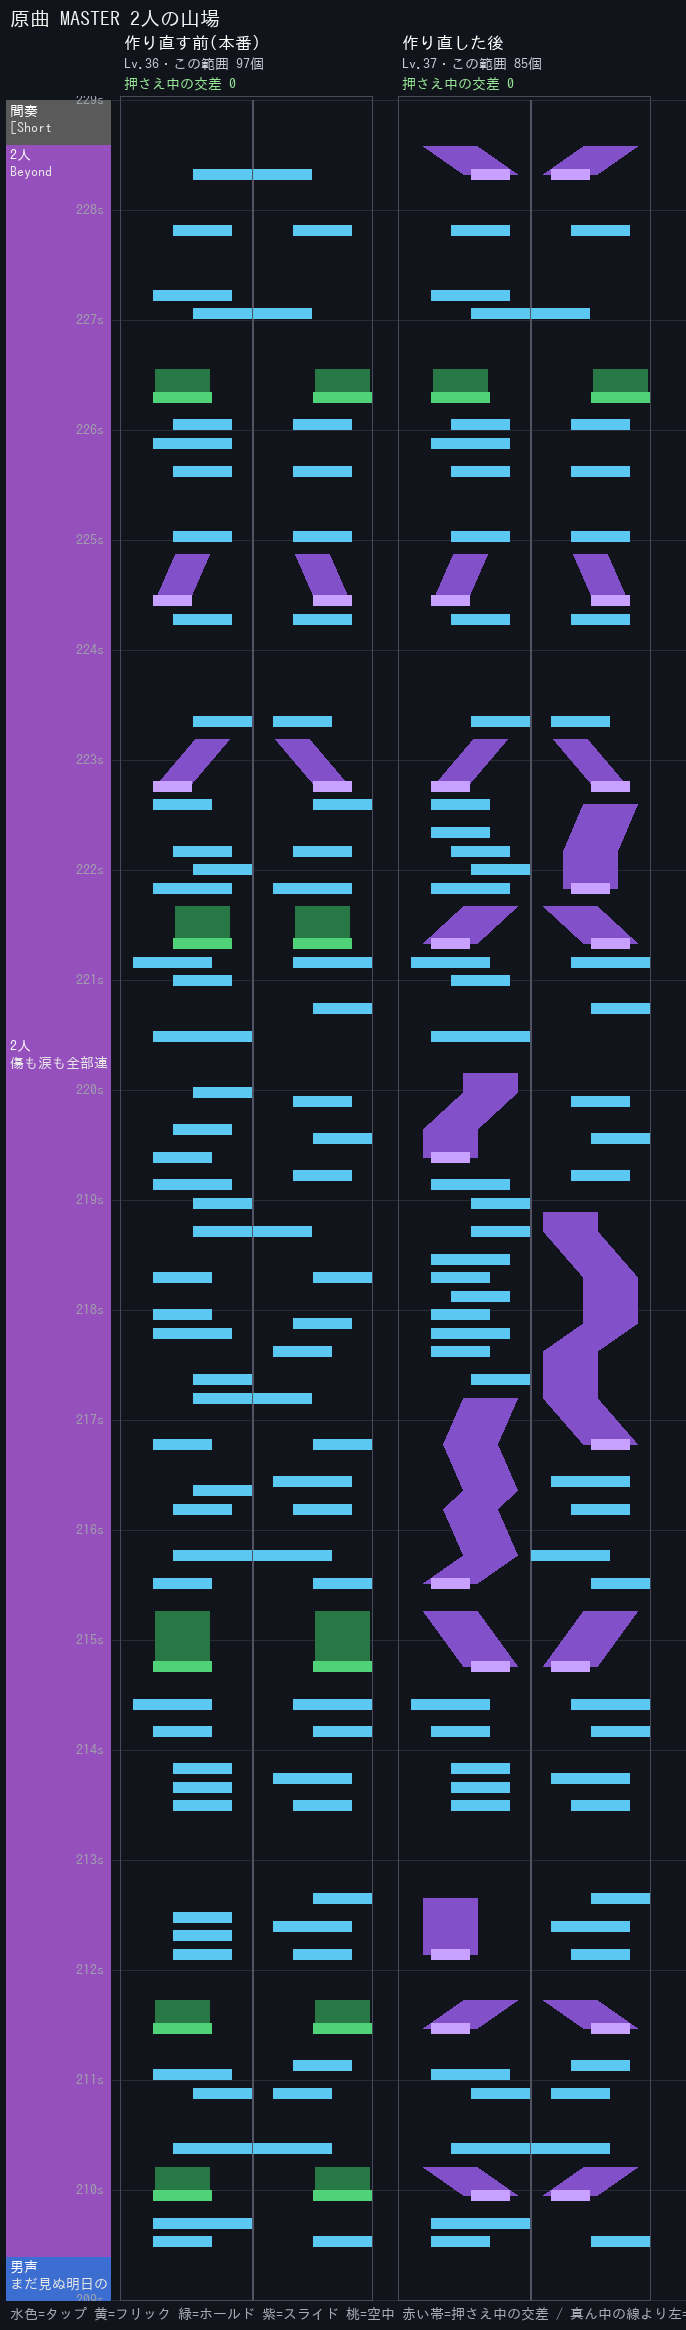 原曲 MASTER 2人の山場
作り直す前(本番)
Lv.36・この範囲 97個
押さえ中の交差 0
作り直した後
Lv.37・この範囲 85個
押さえ中の交差 0
229s
間奏
[Short
2人
Beyond
228s
227s
226s
225s
224s
223s
222s
221s
2人
傷も涙も全部連
220s
219s
218s
217s
216s
215s
214s
213s
212s
211s
210s
男声
まだ見ぬ明日の
209s
水色=タップ 黄=フリック 緑=ホールド 紫=スライド 桃=空中 赤い帯=押さえ中の交差 / 真ん中の線より左=